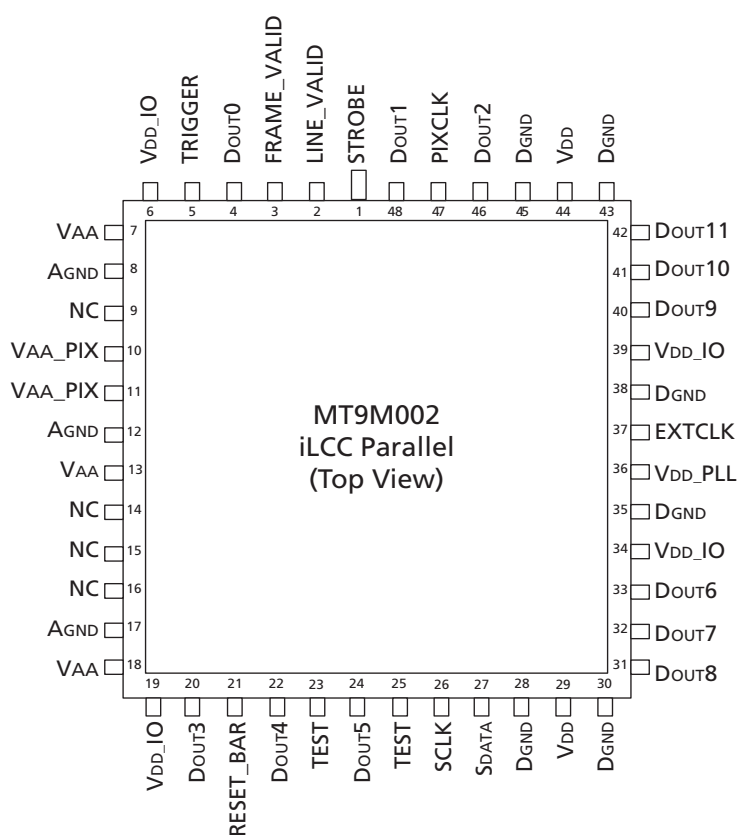 VDD_IO
TRIGGER
DOUT0
FRAME_VALID
LINE_VALID
STROBE
DOUT1
PIXCLK
DOUT2
DGND
VDD
DGND
6 5 4 3 2 1 48 47 46 45 44 43
VAA 7
AGND 8
NC 9
VAA_PIX 10
VAA_PIX 11
AGND 12
VAA 13
NC 14
NC 15
NC 16
AGND 17
VAA 18
MT9M002
iLCC Parallel
(Top View)
42 DOUT11
41 DOUT10
40 DOUT9
39 VDD_IO
38 DGND
37 EXTCLK
36 VDD_PLL
35 DGND
34 VDD_IO
33 DOUT6
32 DOUT7
31 DOUT8
19 20 21 22 23 24 25 26 27 28 29 30
VDD_IO
DOUT3
RESET_BAR
DOUT4
TEST
DOUT5
TEST
SCLK
SDATA
DGND
VDD
DGND